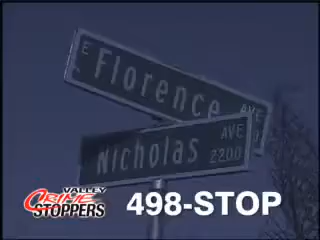 E Florence AVE
Nicholas AVE 2200
VALLEY
CRIME
STOPPERS
498-STOP